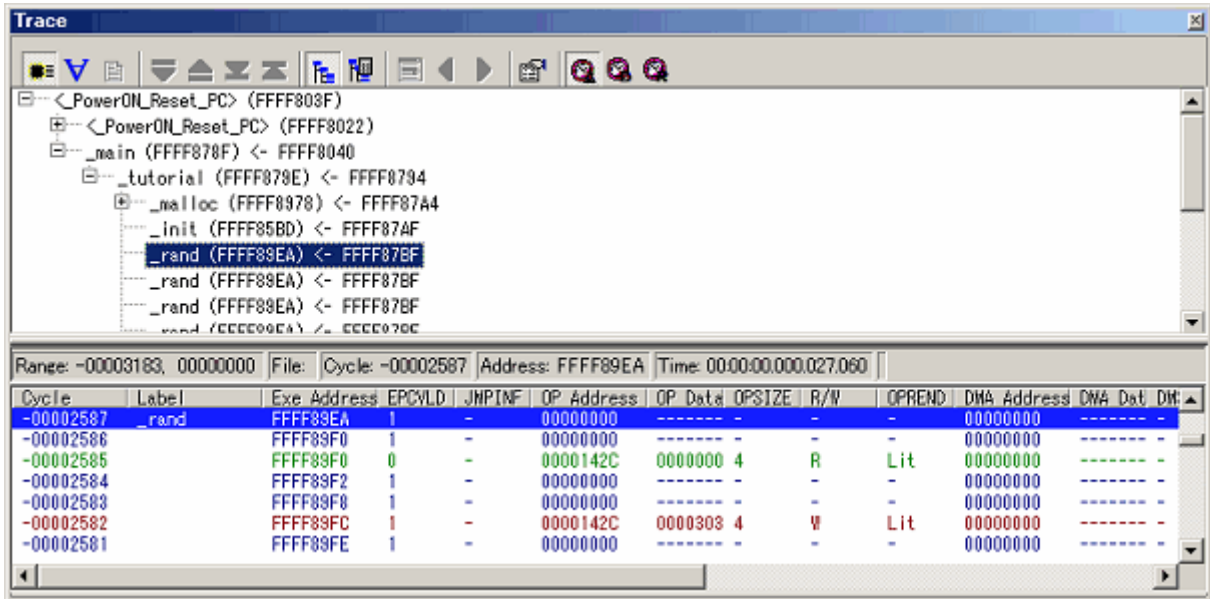 Trace
<_PowerON_Reset_PC> (FFFF803F)
<_PowerON_Reset_PC> (FFFF8022)
_main (FFFF878F) <- FFFF8040
_tutorial (FFFF879E) <- FFFF8794
_malloc (FFFF8978) <- FFFF87A4
_init (FFFF85BD) <- FFFF87AF
_rand (FFFF89EA) <- FFFF87BF
_rand (FFFF89EA) <- FFFF87BF
_rand (FFFF89EA) <- FFFF87BF
_rand (FFFF89EA) <- FFFF87BF
Range: -00003183, 00000000 File: Cycle: -00002587 Address: FFFF89EA Time: 00:00:00.000.027.060
Cycle Label Exe Address EPCVLD JMPINF OP Address OP Data OPSIZE R/W OPREND DMA Address DMA Dat
-00002587 _rand FFFF89EA 1 - 00000000 ------- - - - 00000000 ------- -
-00002586 FFFF89F0 1 - 00000000 ------- - - - 00000000 ------- -
-00002585 FFFF89F0 0 - 0000142C 0000000 4 R Lit 00000000 ------- -
-00002584 FFFF89F2 1 - 00000000 ------- - - - 00000000 ------- -
-00002583 FFFF89F8 1 - 00000000 ------- - - - 00000000 ------- -
-00002582 FFFF89FC 1 - 0000142C 0000303 4 W Lit 00000000 ------- -
-00002581 FFFF89FE 1 - 00000000 ------- - - - 00000000 ------- -